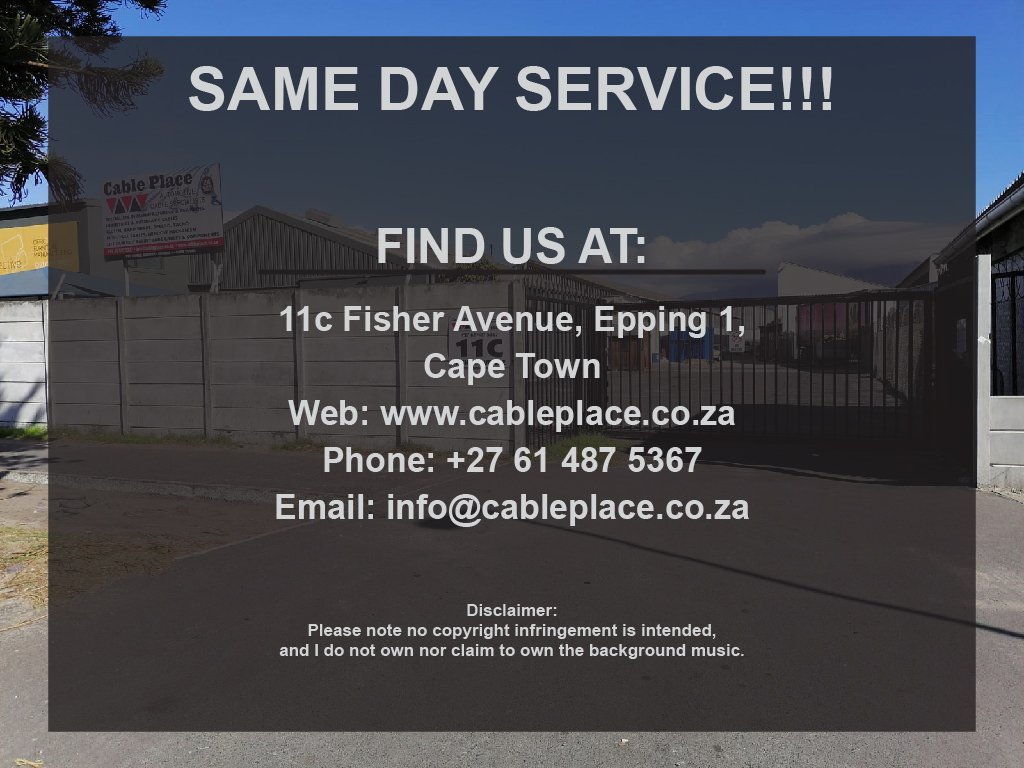 SAME DAY SERVICE!!!
Cable Place
FIND US AT:
11c Fisher Avenue, Epping 1,
11C
Cape Town
Web: www.cableplace.co.za
Phone: +27 61 487 5367
Email: info@cableplace.co.za
Disclaimer:
Please note no copyright infringement is intended,
and I do not own nor claim to own the background music.